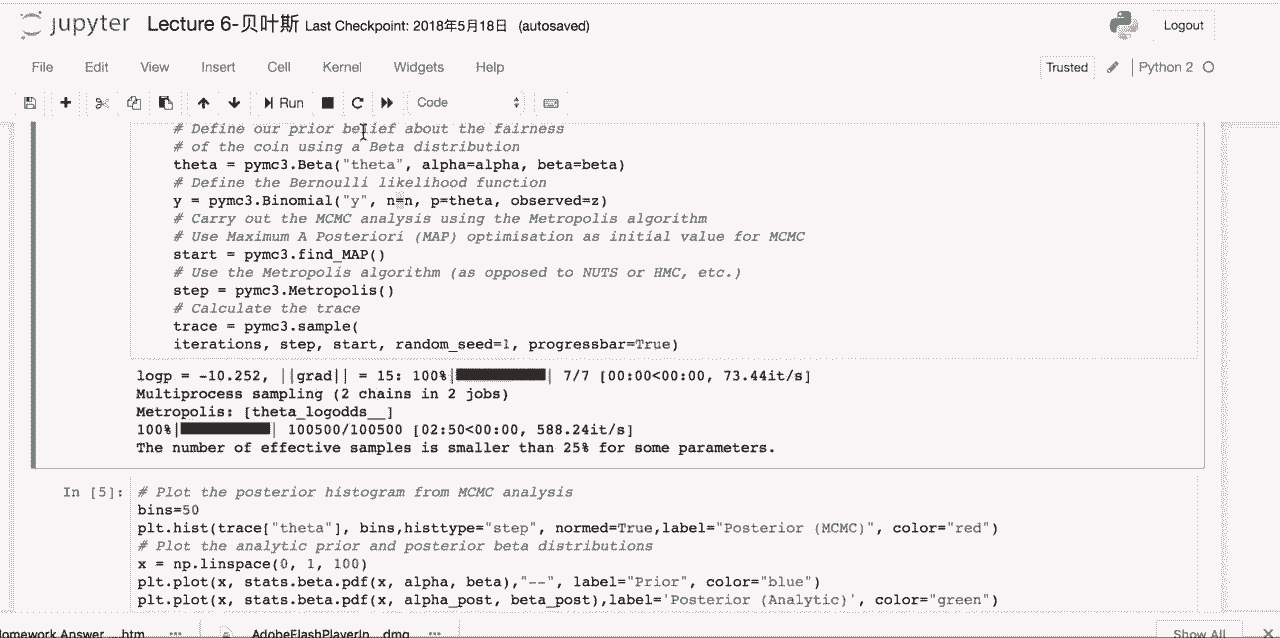 jupyter Lecture 6-贝叶斯 Last Checkpoint: 2018年5月18日 (autosaved) Logout
File Edit View Insert Cell Kernel Widgets Help Trusted Python 2
Run Code
# Define our prior belief about the fairness
# of the coin using a Beta distribution
theta = pymc3.Beta("theta", alpha=alpha, beta=beta)
# Define the Bernoulli likelihood function
y = pymc3.Binomial("y", n=n, p=theta, observed=z)
# Carry out the MCMC analysis using the Metropolis algorithm
# Use Maximum A Posteriori (MAP) optimisation as initial value for MCMC
start = pymc3.find_MAP()
# Use the Metropolis algorithm (as opposed to NUTS or HMC, etc.)
step = pymc3.Metropolis()
# Calculate the trace
trace = pymc3.sample(
iterations, step, start, random_seed=1, progressbar=True)
logp = -10.252, ||grad|| = 15: 100%|██████████| 7/7 [00:00<00:00, 73.44it/s]
Multiprocess sampling (2 chains in 2 jobs)
Metropolis: [theta_logodds__]
100%|██████████| 100500/100500 [02:50<00:00, 588.24it/s]
The number of effective samples is smaller than 25% for some parameters.
In [5]: # Plot the posterior histogram from MCMC analysis
bins=50
plt.hist(trace["theta"], bins,histtype="step", normed=True,label="Posterior (MCMC)", color="red")
# Plot the analytic prior and posterior beta distributions
x = np.linspace(0, 1, 100)
plt.plot(x, stats.beta.pdf(x, alpha, beta),"--", label="Prior", color="blue")
plt.plot(x, stats.beta.pdf(x, alpha_post, beta_post),label='Posterior (Analytic)', color="green")
omework Answer ....htm AdobeFlashPlayerIn....dmg Show All